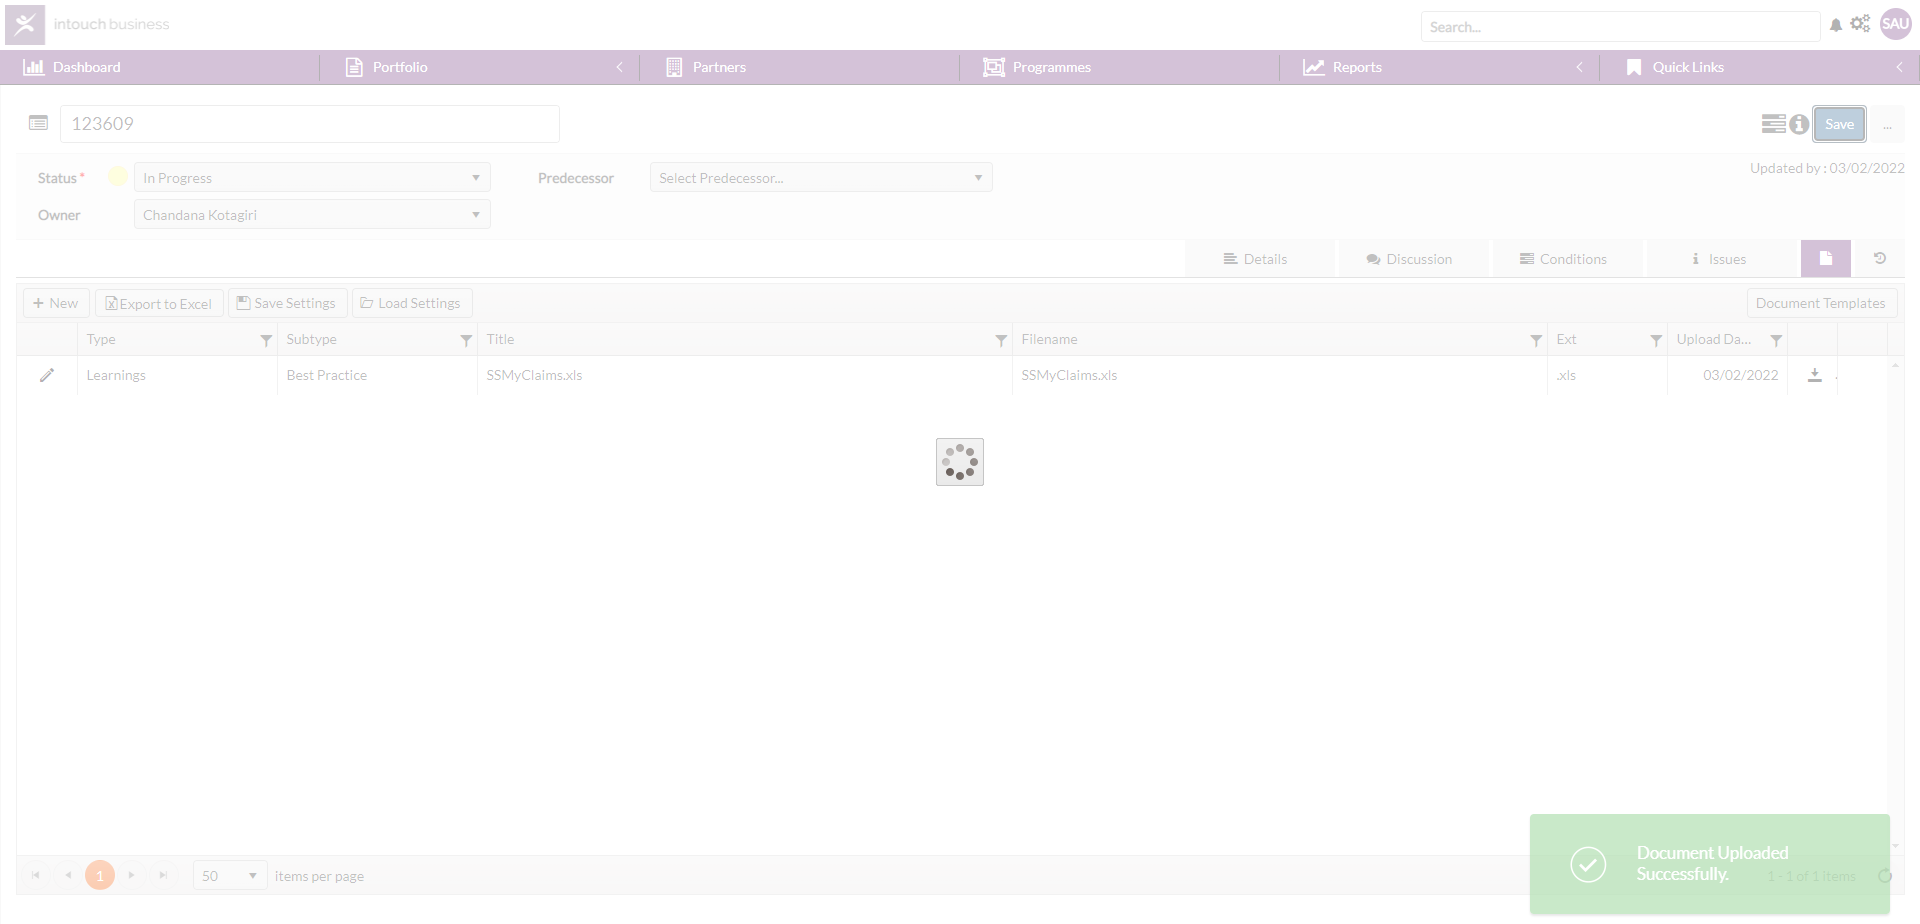 intouch business
Search...
SAU
Dashboard
Portfolio
Partners
Programmes
Reports
Quick Links
123609
Save
...
Status *
In Progress
Predecessor
Select Predecessor...
Updated by : 03/02/2022
Owner
Chandana Kotagiri
Details
Discussion
Conditions
Issues
+ New
Export to Excel
Save Settings
Load Settings
Document Templates
Type
Subtype
Title
Filename
Ext
Upload Da...
Learnings
Best Practice
SSMyClaims.xls
SSMyClaims.xls
.xls
03/02/2022
Document Uploaded
Successfully.
1
50
items per page
1 - 1 of 1 items